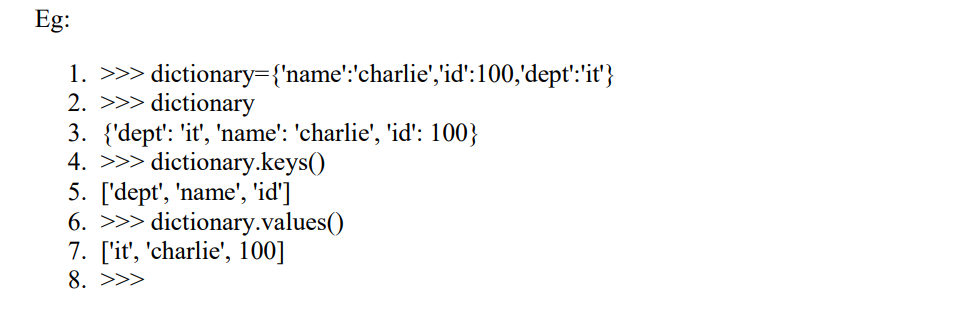 Eg:
1. >>> dictionary={'name':'charlie','id':100,'dept':'it'}
2. >>> dictionary
3. {'dept': 'it', 'name': 'charlie', 'id': 100}
4. >>> dictionary.keys()
5. ['dept', 'name', 'id']
6. >>> dictionary.values()
7. ['it', 'charlie', 100]
8. >>>